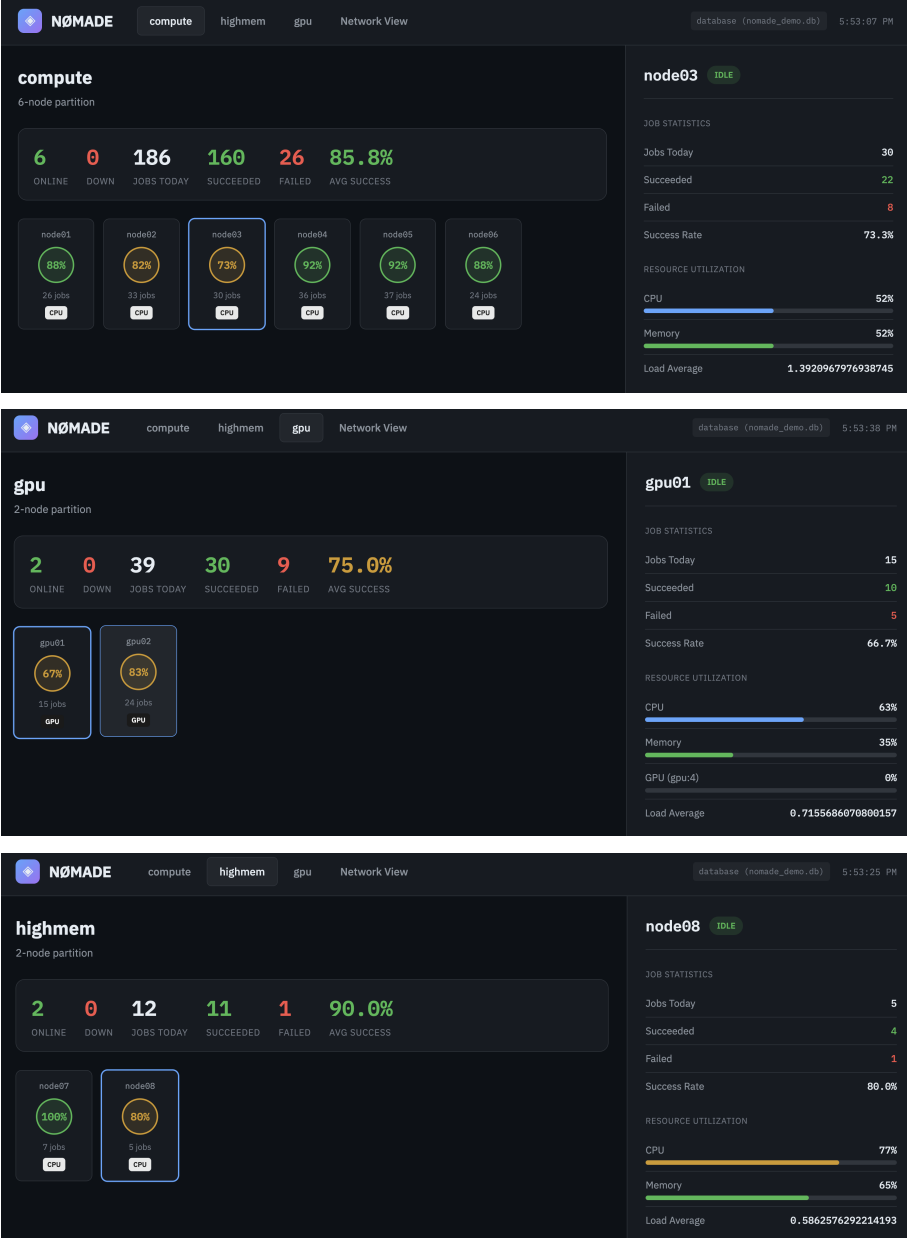 NØMADE compute highmem gpu Network View database (nomade_demo.db) 5:53:07 PM
compute
6-node partition
6 0 186 160 26 85.8%
ONLINE DOWN JOBS TODAY SUCCEEDED FAILED AVG SUCCESS
node01 node02 node03 node04 node05 node06
88% 82% 73% 92% 92% 88%
26 jobs 33 jobs 30 jobs 36 jobs 37 jobs 24 jobs
CPU CPU CPU CPU CPU CPU
node03 IDLE
JOB STATISTICS
Jobs Today 30
Succeeded 22
Failed 8
Success Rate 73.3%
RESOURCE UTILIZATION
CPU 52%
Memory 52%
Load Average 1.3920967976938745
NØMADE compute highmem gpu Network View database (nomade_demo.db) 5:53:38 PM
gpu
2-node partition
2 0 39 30 9 75.0%
ONLINE DOWN JOBS TODAY SUCCEEDED FAILED AVG SUCCESS
gpu01 gpu02
67% 83%
15 jobs 24 jobs
GPU GPU
gpu01 IDLE
JOB STATISTICS
Jobs Today 15
Succeeded 10
Failed 5
Success Rate 66.7%
RESOURCE UTILIZATION
CPU 63%
Memory 35%
GPU (gpu:4) 0%
Load Average 0.7155686070800157
NØMADE compute highmem gpu Network View database (nomade_demo.db) 5:53:25 PM
highmem
2-node partition
2 0 12 11 1 90.0%
ONLINE DOWN JOBS TODAY SUCCEEDED FAILED AVG SUCCESS
node07 node08
100% 80%
7 jobs 5 jobs
CPU CPU
node08 IDLE
JOB STATISTICS
Jobs Today 5
Succeeded 4
Failed 1
Success Rate 80.0%
RESOURCE UTILIZATION
CPU 77%
Memory 65%
Load Average 0.5862576292214193